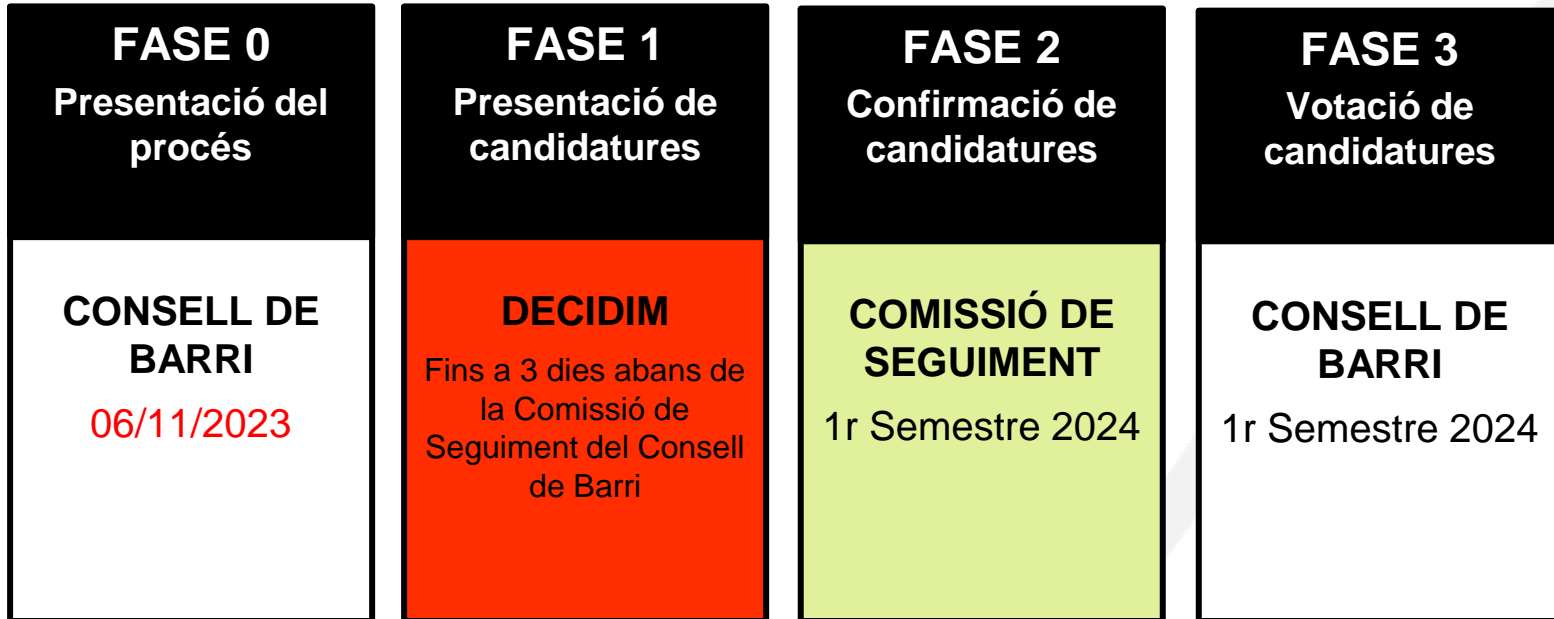 FASE 0
Presentació del
procés
CONSELL DE
BARRI
06/11/2023
FASE 1
Presentació de
candidatures
DECIDIM
Fins a 3 dies abans de
la Comissió de
Seguiment del Consell
de Barri
FASE 2
Confirmació de
candidatures
COMISSIÓ DE
SEGUIMENT
1r Semestre 2024
FASE 3
Votació de
candidatures
CONSELL DE
BARRI
1r Semestre 2024